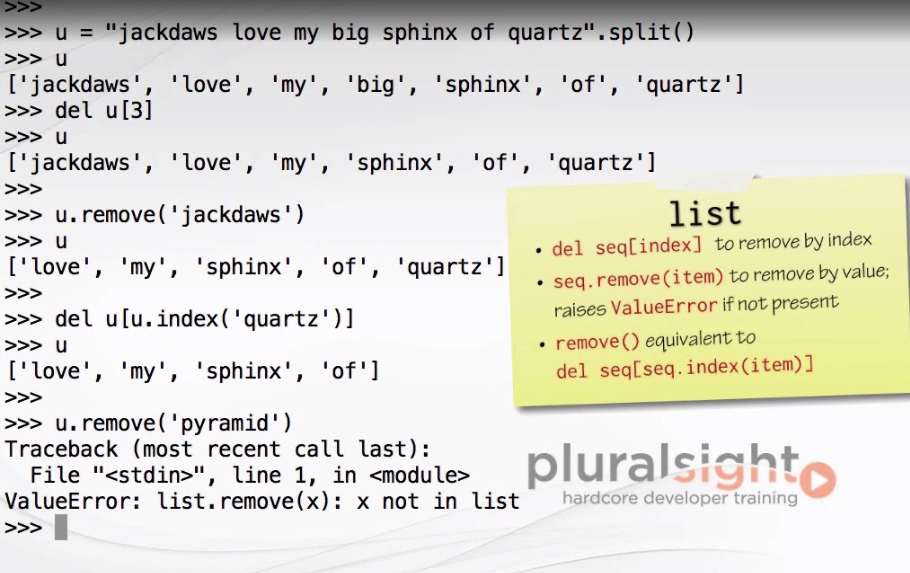 >>>
>>> u = "jackdaws love my big sphinx of quartz".split()
>>> u
['jackdaws', 'love', 'my', 'big', 'sphinx', 'of', 'quartz']
>>> del u[3]
>>> u
['jackdaws', 'love', 'my', 'sphinx', 'of', 'quartz']
>>>
>>> u.remove('jackdaws')
>>> u
['love', 'my', 'sphinx', 'of', 'quartz']
>>>
>>> del u[u.index('quartz')]
>>> u
['love', 'my', 'sphinx', 'of']
>>>
>>> u.remove('pyramid')
Traceback (most recent call last):
  File "<stdin>", line 1, in <module>
ValueError: list.remove(x): x not in list
>>>
list
• del seq[index] to remove by index
• seq.remove(item) to remove by value;
raises ValueError if not present
• remove() equivalent to
del seq[seq.index(item)]
pluralsight
hardcore developer training